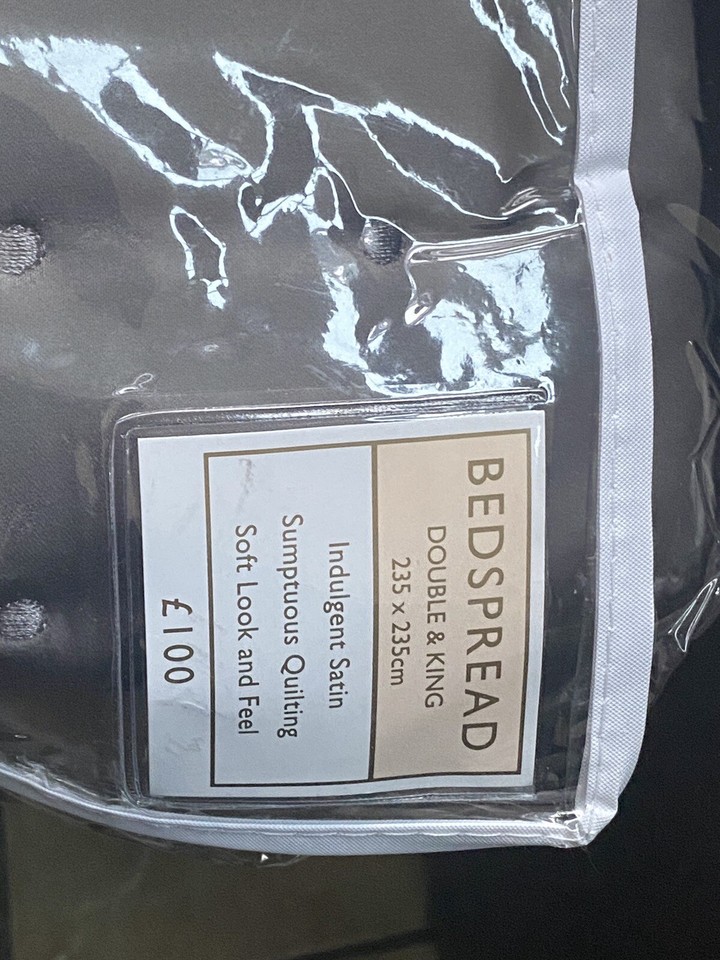 BEDSPREAD
DOUBLE & KING
235 x 235cm
Indulgent Satin
Sumptuous Quilting
Soft Look and Feel
£100